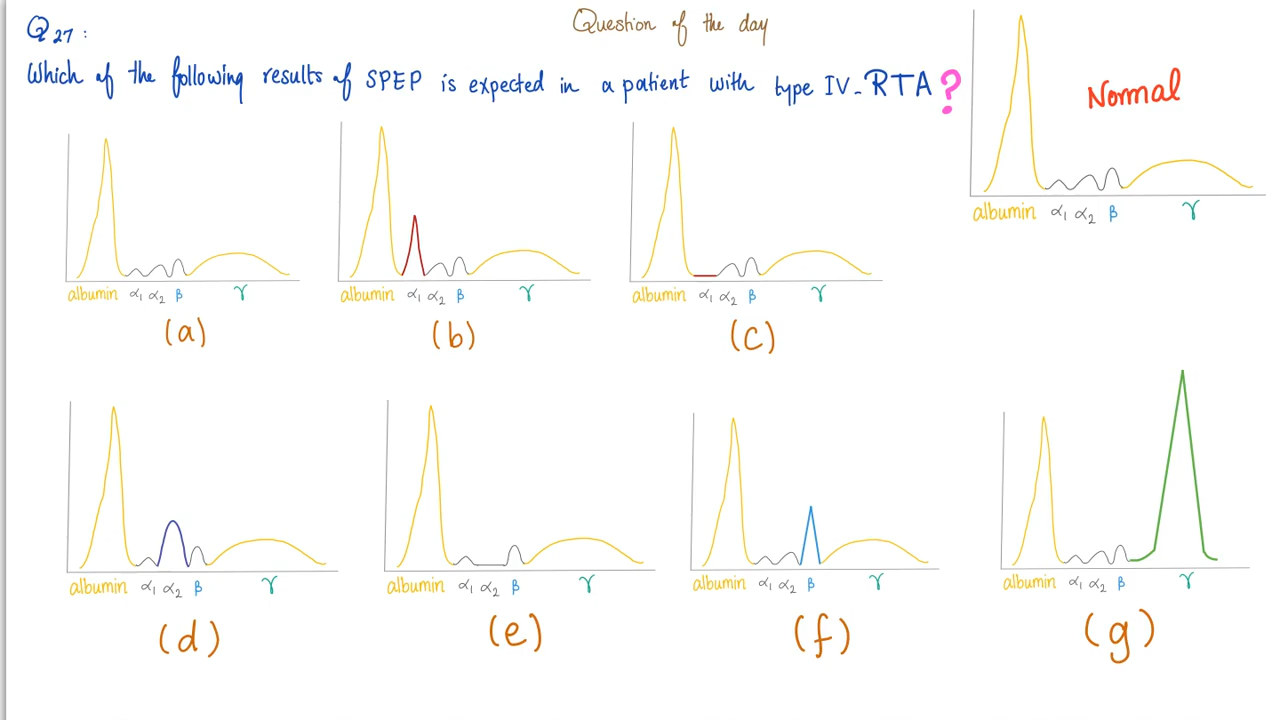 Question of the day
Q 27 :
Which of the following results of SPEP is expected in a patient with type IV-RTA ?
Normal
albumin α1 α2 β γ
albumin α1 α2 β γ
(a)
albumin α1 α2 β γ
(b)
albumin α1 α2 β γ
(c)
albumin α1 α2 β γ
(d)
albumin α1 α2 β γ
(e)
albumin α1 α2 β γ
(f)
albumin α1 α2 β γ
(g)